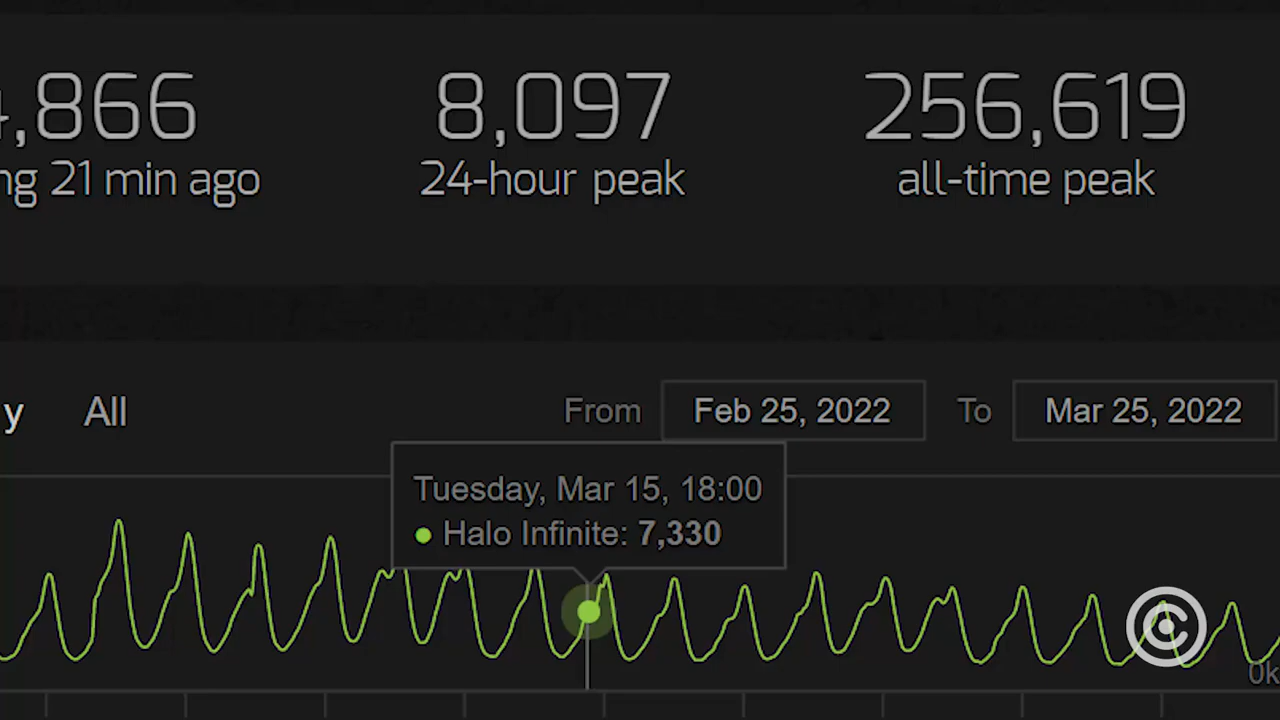 ,866 8,097 256,619
21 min ago 24-hour peak all-time peak
y All From Feb 25, 2022 To Mar 25, 2022
Tuesday, Mar 15, 18:00
Halo Infinite: 7,330
0k